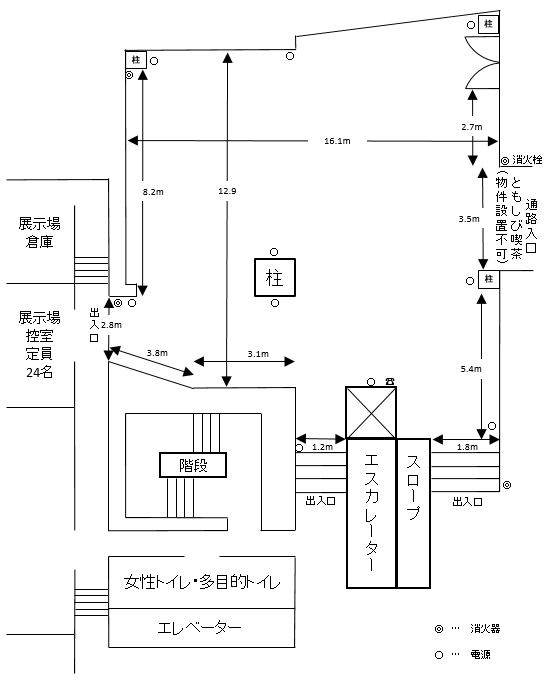 柱
柱
2.7m
16.1m
消火栓
8.2m
12.9
3.5m
通路入口
ともしび喫茶
(物件設置不可)
展示場
倉庫
柱
柱
展示場
控室
定員
24名
出入口
2.8m
3.8m
3.1m
5.4m
☎
1.2m
1.8m
階段
エスカレーター
スロープ
出入口
出入口
女性トイレ・多目的トイレ
エレベーター
◎ … 消火器
○ … 電源